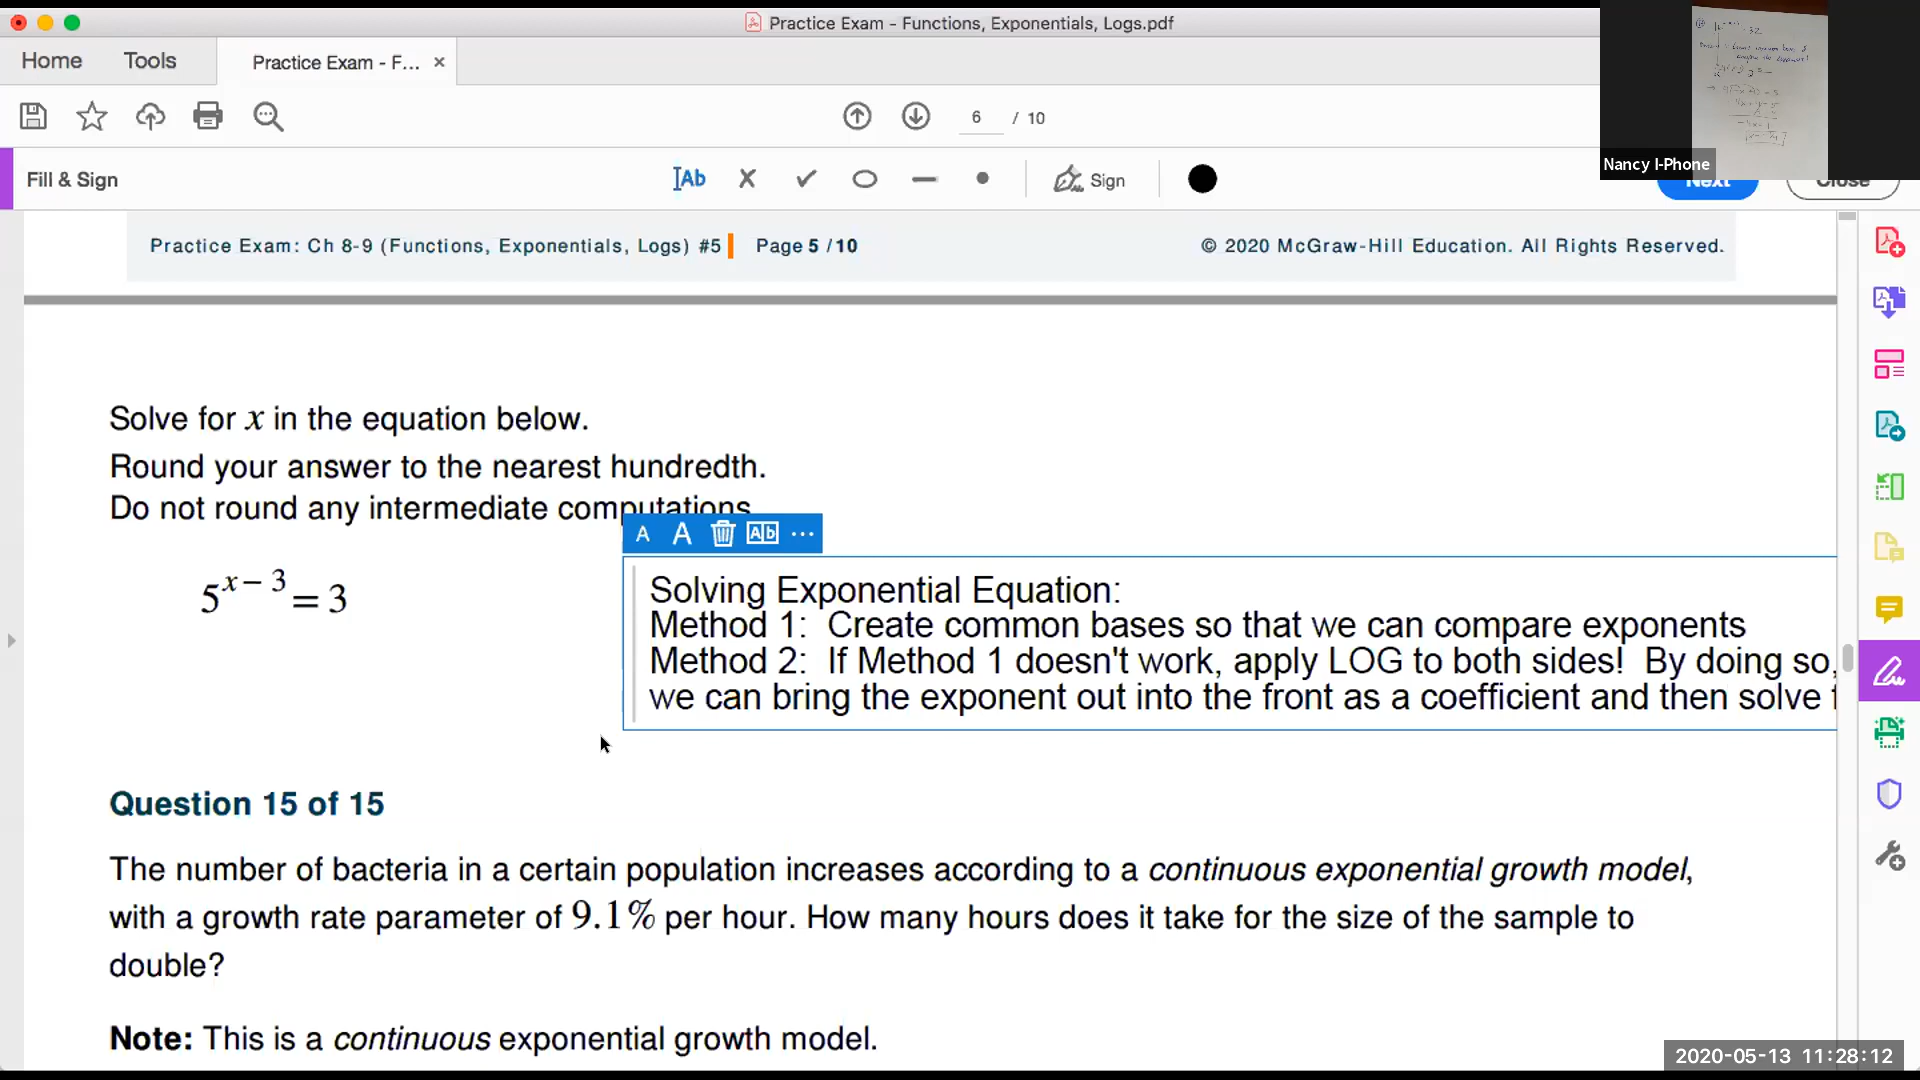 Practice Exam - Functions, Exponentials, Logs.pdf
Home Tools Practice Exam - F... ×
6 / 10
Fill & Sign
Ab Sign
Next Close
Nancy I-Phone
32
Practice Exam: Ch 8-9 (Functions, Exponentials, Logs) #5 Page 5 /10 © 2020 McGraw-Hill Education. All Rights Reserved.
Solve for x in the equation below.
Round your answer to the nearest hundredth.
Do not round any intermediate computations
A A Ab ...
5^{x – 3} = 3
Solving Exponential Equation:
Method 1: Create common bases so that we can compare exponents
Method 2: If Method 1 doesn't work, apply LOG to both sides! By doing so,
we can bring the exponent out into the front as a coefficient and then solve f
Question 15 of 15
The number of bacteria in a certain population increases according to a continuous exponential growth model,
with a growth rate parameter of 9.1% per hour. How many hours does it take for the size of the sample to
double?
Note: This is a continuous exponential growth model.
2020-05-13 11:28:12